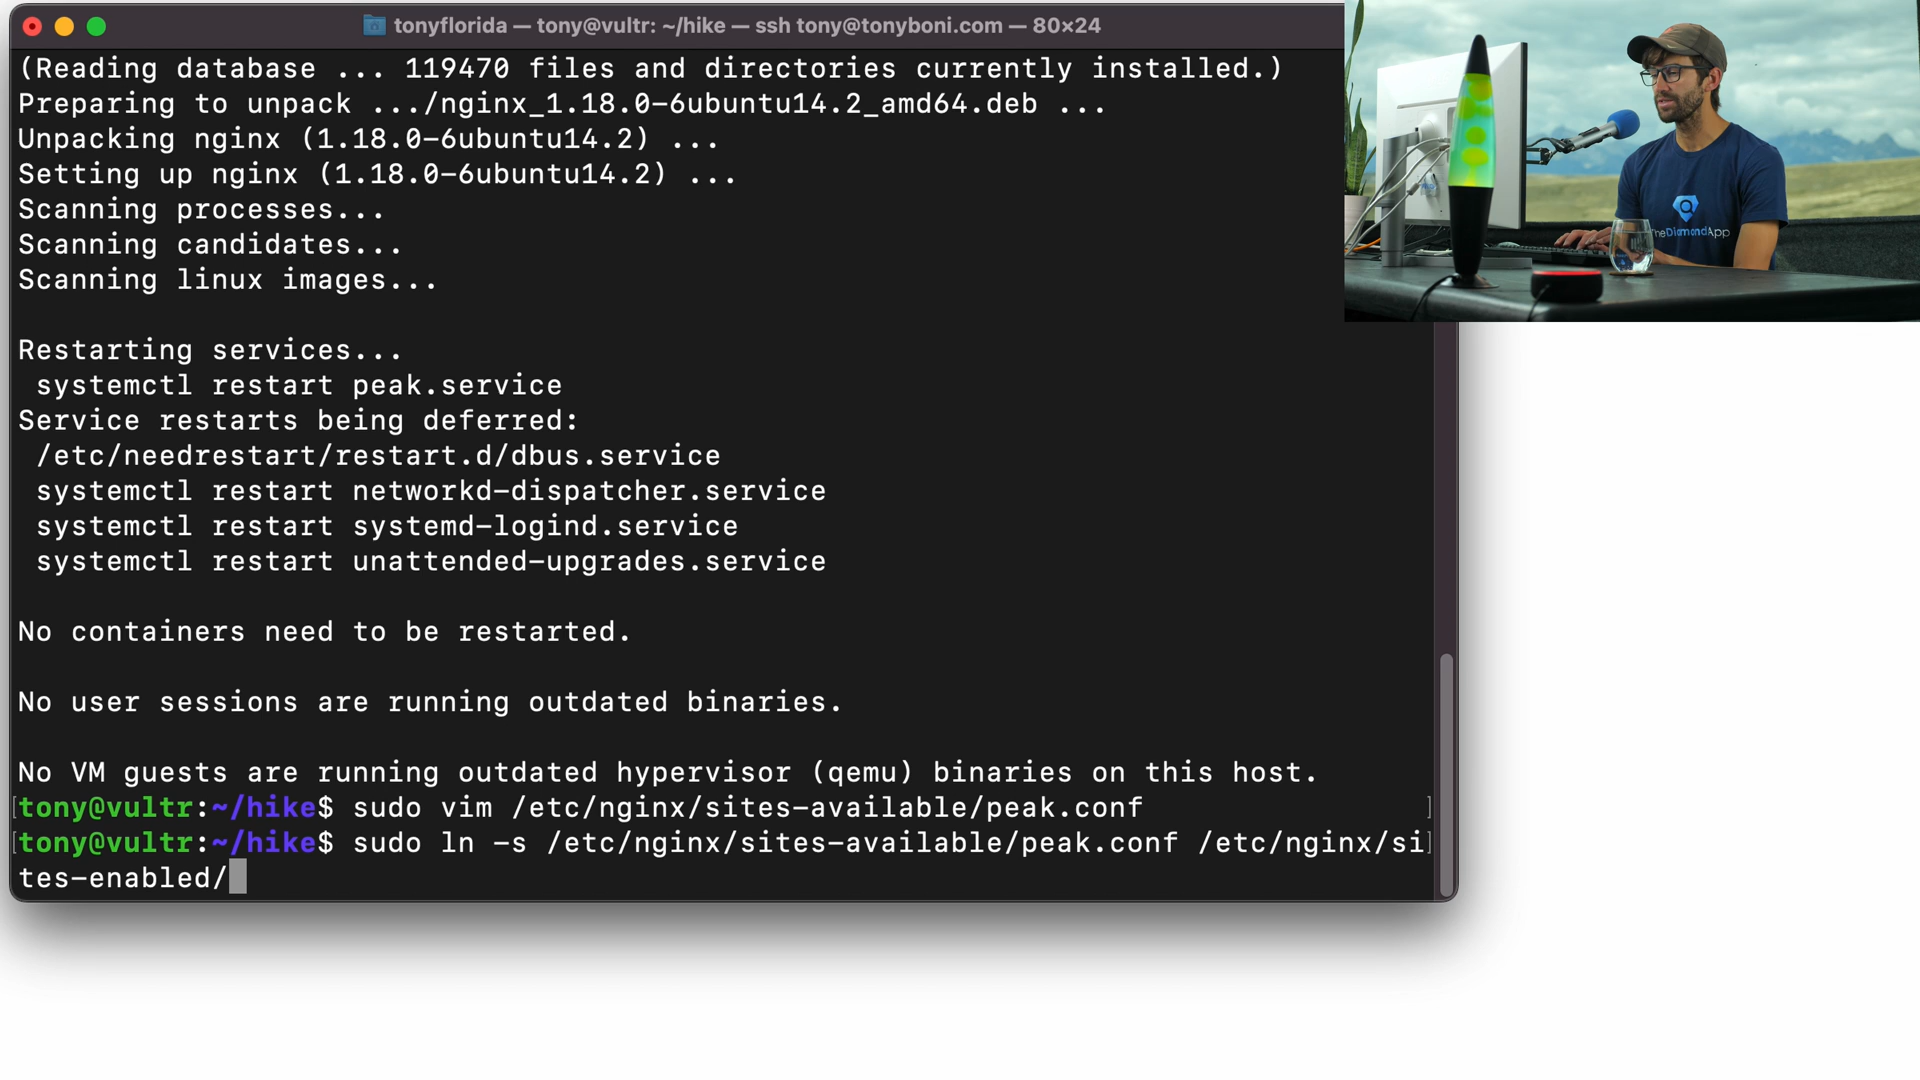 tonyflorida — tony@vultr: ~/hike — ssh tony@tonyboni.com — 80×24
(Reading database ... 119470 files and directories currently installed.)
Preparing to unpack .../nginx_1.18.0-6ubuntu14.2_amd64.deb ...
Unpacking nginx (1.18.0-6ubuntu14.2) ...
Setting up nginx (1.18.0-6ubuntu14.2) ...
Scanning processes...
Scanning candidates...
Scanning linux images...
Restarting services...
systemctl restart peak.service
Service restarts being deferred:
/etc/needrestart/restart.d/dbus.service
systemctl restart networkd-dispatcher.service
systemctl restart systemd-logind.service
systemctl restart unattended-upgrades.service
No containers need to be restarted.
No user sessions are running outdated binaries.
No VM guests are running outdated hypervisor (qemu) binaries on this host.
[tony@vultr:~/hike$ sudo vim /etc/nginx/sites-available/peak.conf ]
[tony@vultr:~/hike$ sudo ln -s /etc/nginx/sites-available/peak.conf /etc/nginx/si]
tes-enabled/
TheDiamondApp